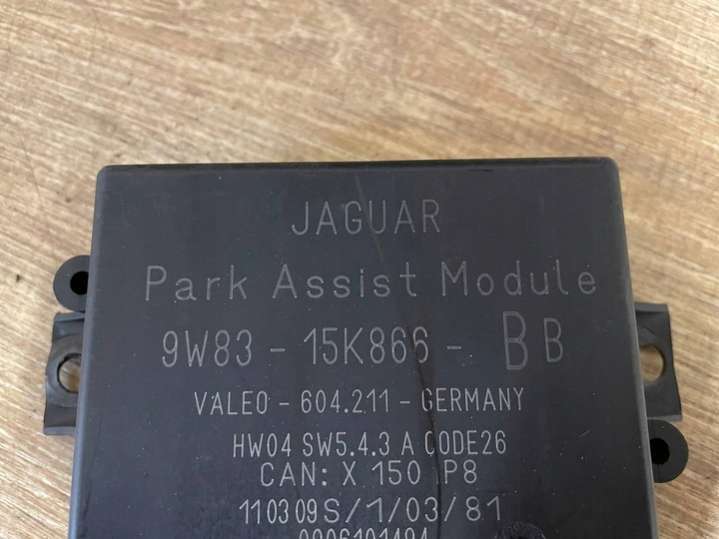 JAGUAR
Park Assist Module
9W83 - 15K866 - BB
VALEO - 604.211 - GERMANY
HW04 SW5.4.3 A CODE26
CAN: X 150 P8
110309S/1/03/81